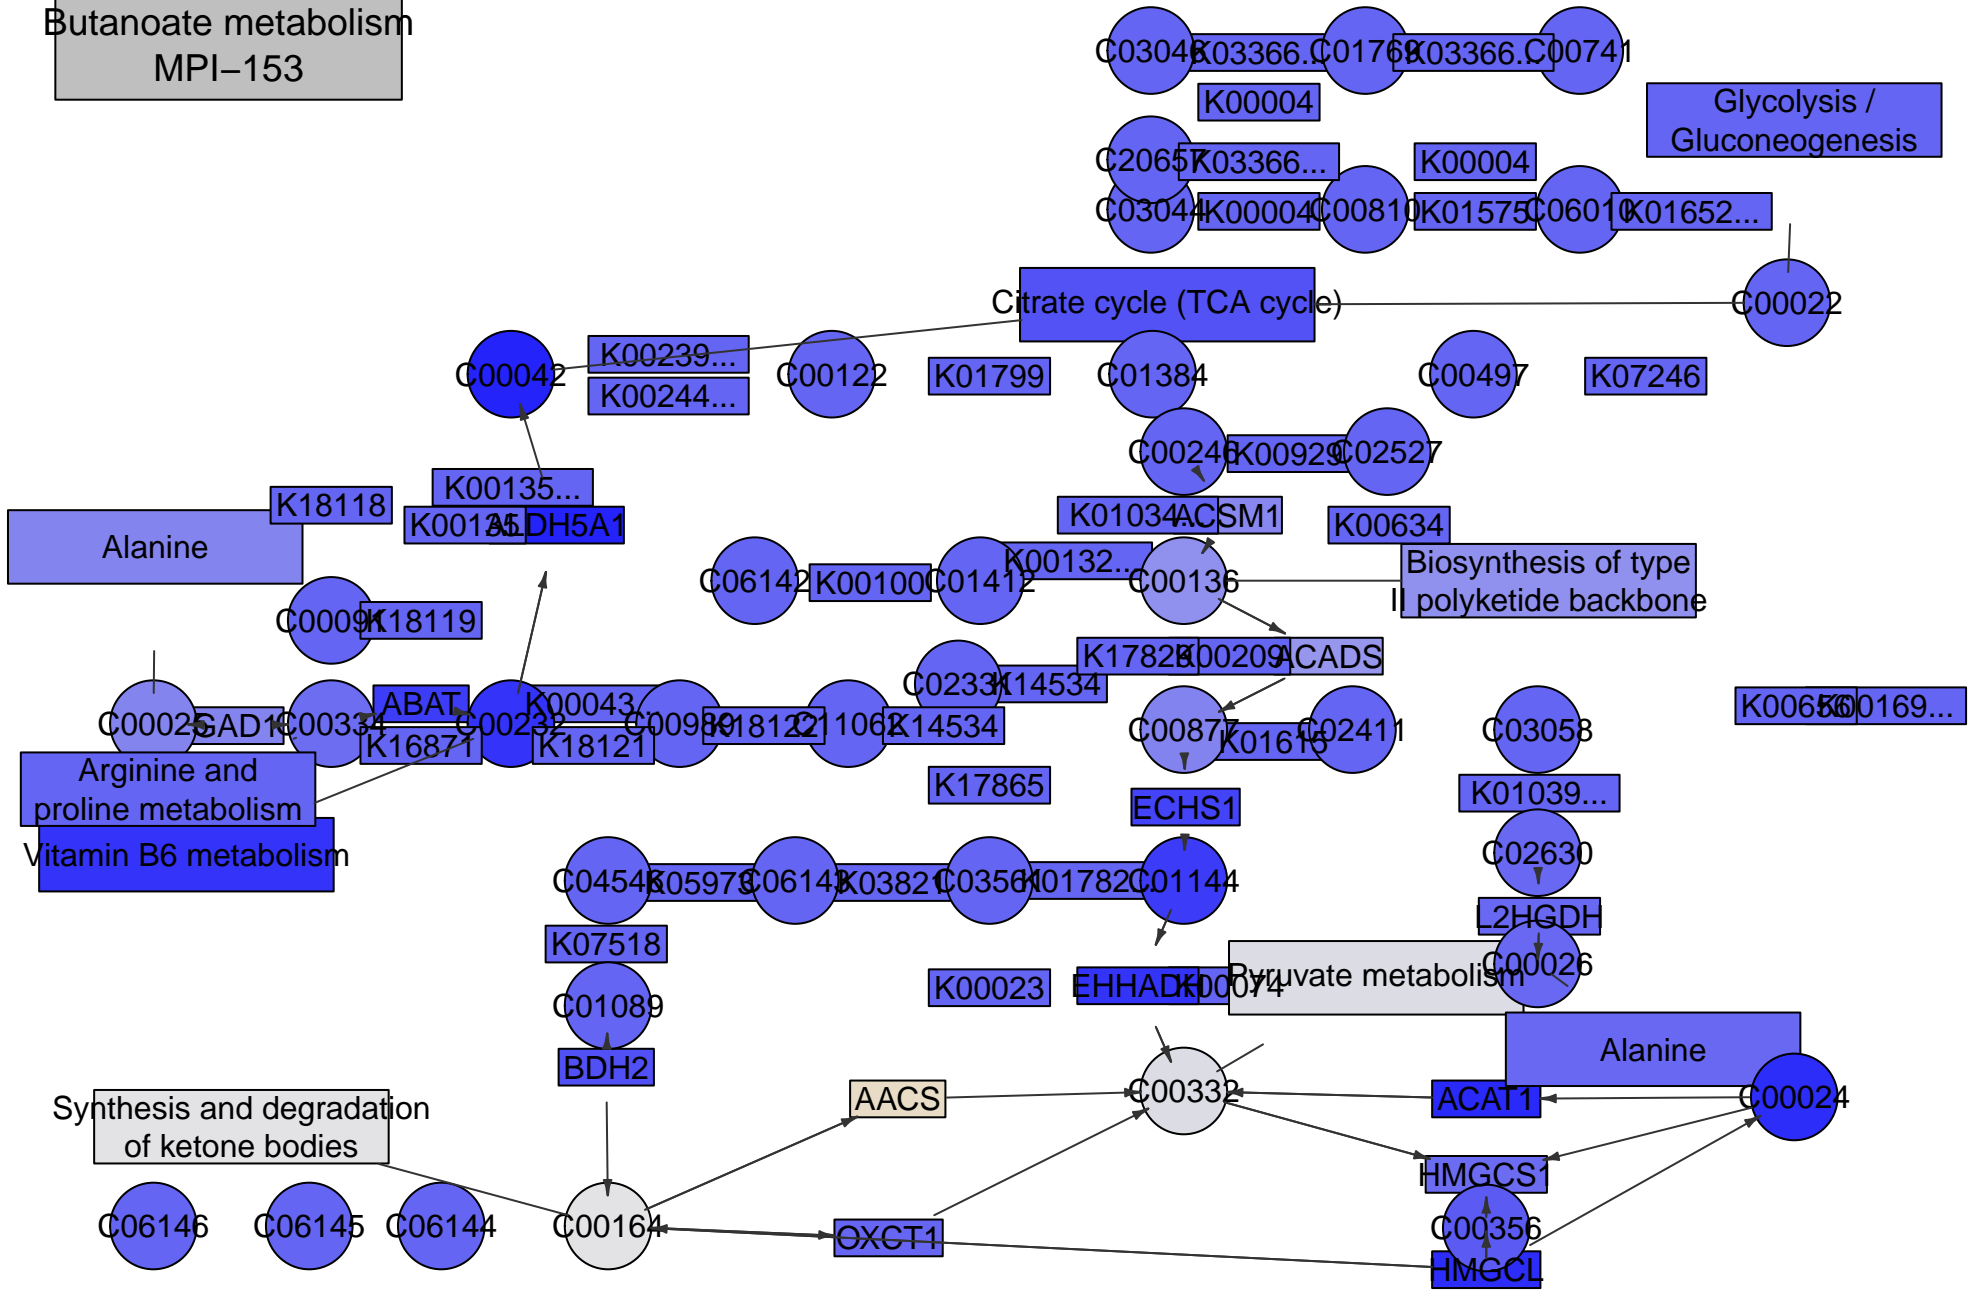 Butanoate metabolism
MPI−153
C03046
K03366...
C01769
K03366...
C00741
K00004
Glycolysis /
Gluconeogenesis
C20657
K03366...
K00004
C03044
K00004
C00810
K01575
C06010
K01652...
Citrate cycle (TCA cycle)
C00022
C00042
K00239...
K00244...
C00122
K01799
C01384
C00497
K07246
C00246
K00929
C02527
K18118
K00135...
K00135
ALDH5A1
K01034...
ACSM1
K00634
Alanine
C06142
K00100
C01412
K00132...
C00136
Biosynthesis of type
II polyketide backbone
C00091
K18119
K17829
K00209
ACADS
C02331
K14534
C00025
GAD1
C00334
ABAT
K16871
C00232
K00043...
K18121
C00989
K18122
C11062
K14534
C00877
K01615
C02411
C03058
K00656
K00169...
Arginine and
proline metabolism
K17865
ECHS1
K01039...
Vitamin B6 metabolism
C02630
C04546
K05973
C06143
K03821
C03561
K01782...
C01144
L2HGDH
K07518
C00026
Pyruvate metabolism
K00023
EHHADH
K00074
C01089
Alanine
BDH2
AACS
C00332
ACAT1
C00024
Synthesis and degradation
of ketone bodies
HMGCS1
C06146
C06145
C06144
C00164
OXCT1
C00356
HMGCL